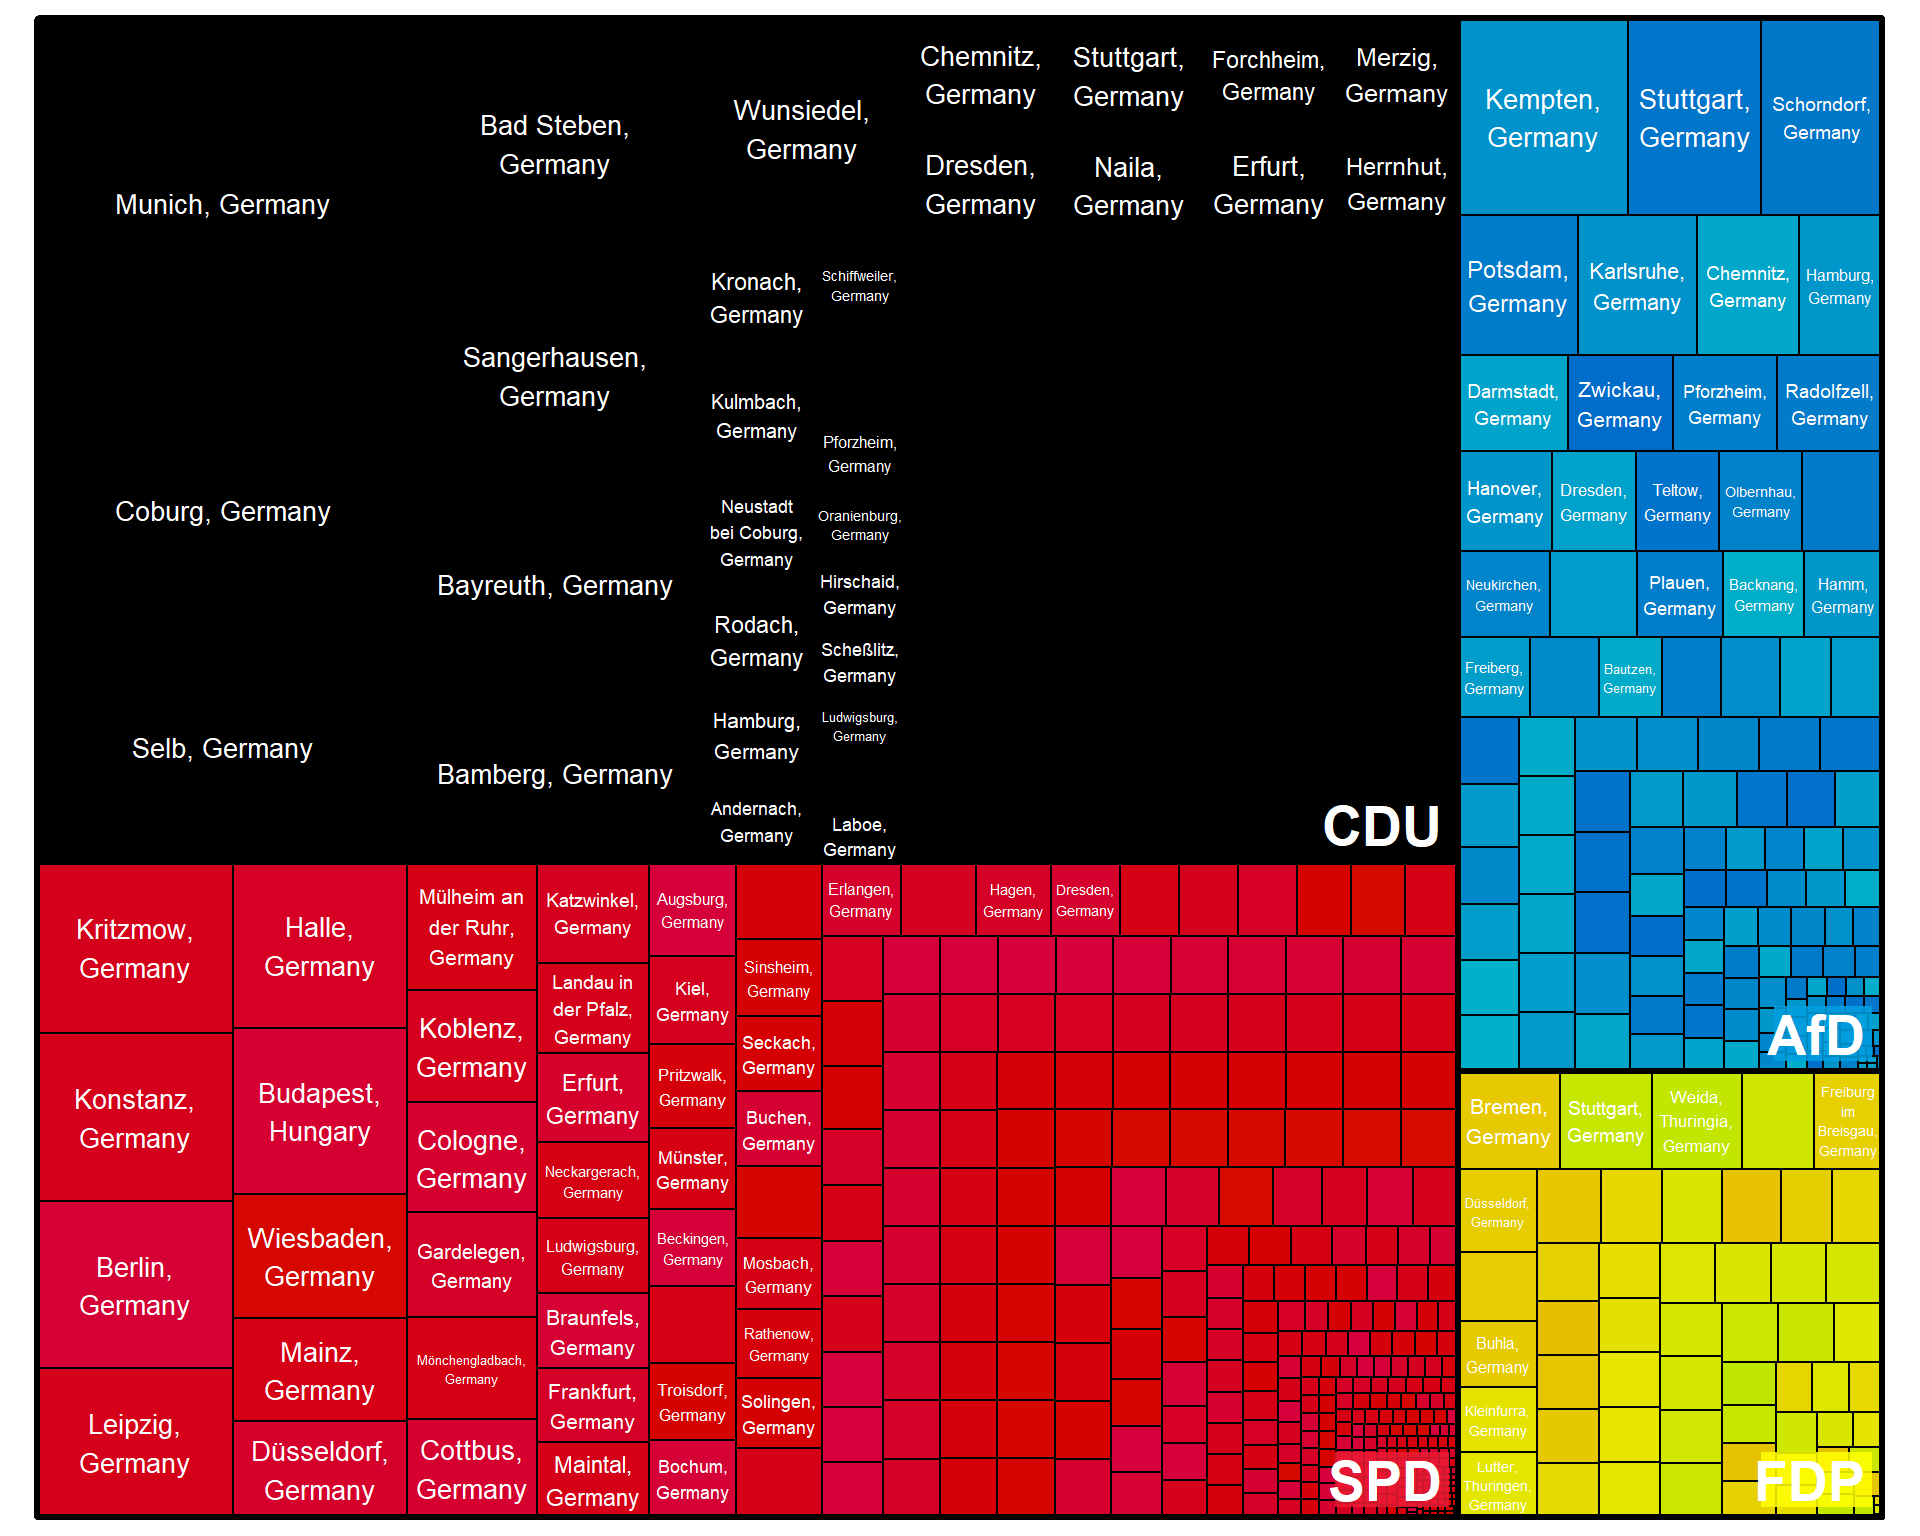 Munich, Germany
Coburg, Germany
Selb, Germany
Bad Steben,
Germany
Sangerhausen,
Germany
Bayreuth, Germany
Bamberg, Germany
Wunsiedel,
Germany
Chemnitz,
Germany
Stuttgart,
Germany
Forchheim,
Germany
Merzig,
Germany
Dresden,
Germany
Naila,
Germany
Erfurt,
Germany
Herrnhut,
Germany
Kronach,
Germany
Schiffweiler,
Germany
Kulmbach,
Germany
Pforzheim,
Germany
Neustadt
bei Coburg,
Germany
Oranienburg,
Germany
Hirschaid,
Germany
Rodach,
Germany
Scheßlitz,
Germany
Hamburg,
Germany
Ludwigsburg,
Germany
Andernach,
Germany
Laboe,
Germany
CDU
Kritzmow,
Germany
Konstanz,
Germany
Berlin,
Germany
Leipzig,
Germany
Halle,
Germany
Budapest,
Hungary
Wiesbaden,
Germany
Mainz,
Germany
Düsseldorf,
Germany
Mülheim an
der Ruhr,
Germany
Koblenz,
Germany
Cologne,
Germany
Gardelegen,
Germany
Mönchengladbach,
Germany
Cottbus,
Germany
Katzwinkel,
Germany
Landau in
der Pfalz,
Germany
Erfurt,
Germany
Neckargerach,
Germany
Ludwigsburg,
Germany
Braunfels,
Germany
Frankfurt,
Germany
Maintal,
Germany
Augsburg,
Germany
Kiel,
Germany
Pritzwalk,
Germany
Münster,
Germany
Beckingen,
Germany
Troisdorf,
Germany
Bochum,
Germany
Sinsheim,
Germany
Seckach,
Germany
Buchen,
Germany
Mosbach,
Germany
Rathenow,
Germany
Solingen,
Germany
Erlangen,
Germany
Hagen,
Germany
Dresden,
Germany
SPD
Kempten,
Germany
Stuttgart,
Germany
Schorndorf,
Germany
Potsdam,
Germany
Karlsruhe,
Germany
Chemnitz,
Germany
Hamburg,
Germany
Darmstadt,
Germany
Zwickau,
Germany
Pforzheim,
Germany
Radolfzell,
Germany
Hanover,
Germany
Dresden,
Germany
Teltow,
Germany
Olbernhau,
Germany
Neukirchen,
Germany
Plauen,
Germany
Backnang,
Germany
Hamm,
Germany
Freiberg,
Germany
Bautzen,
Germany
AfD
Bremen,
Germany
Stuttgart,
Germany
Weida,
Thuringia,
Germany
Freiburg
im
Breisgau,
Germany
Düsseldorf,
Germany
Buhla,
Germany
Kleinfurra,
Germany
Lutter,
Thuringen,
Germany
FDP